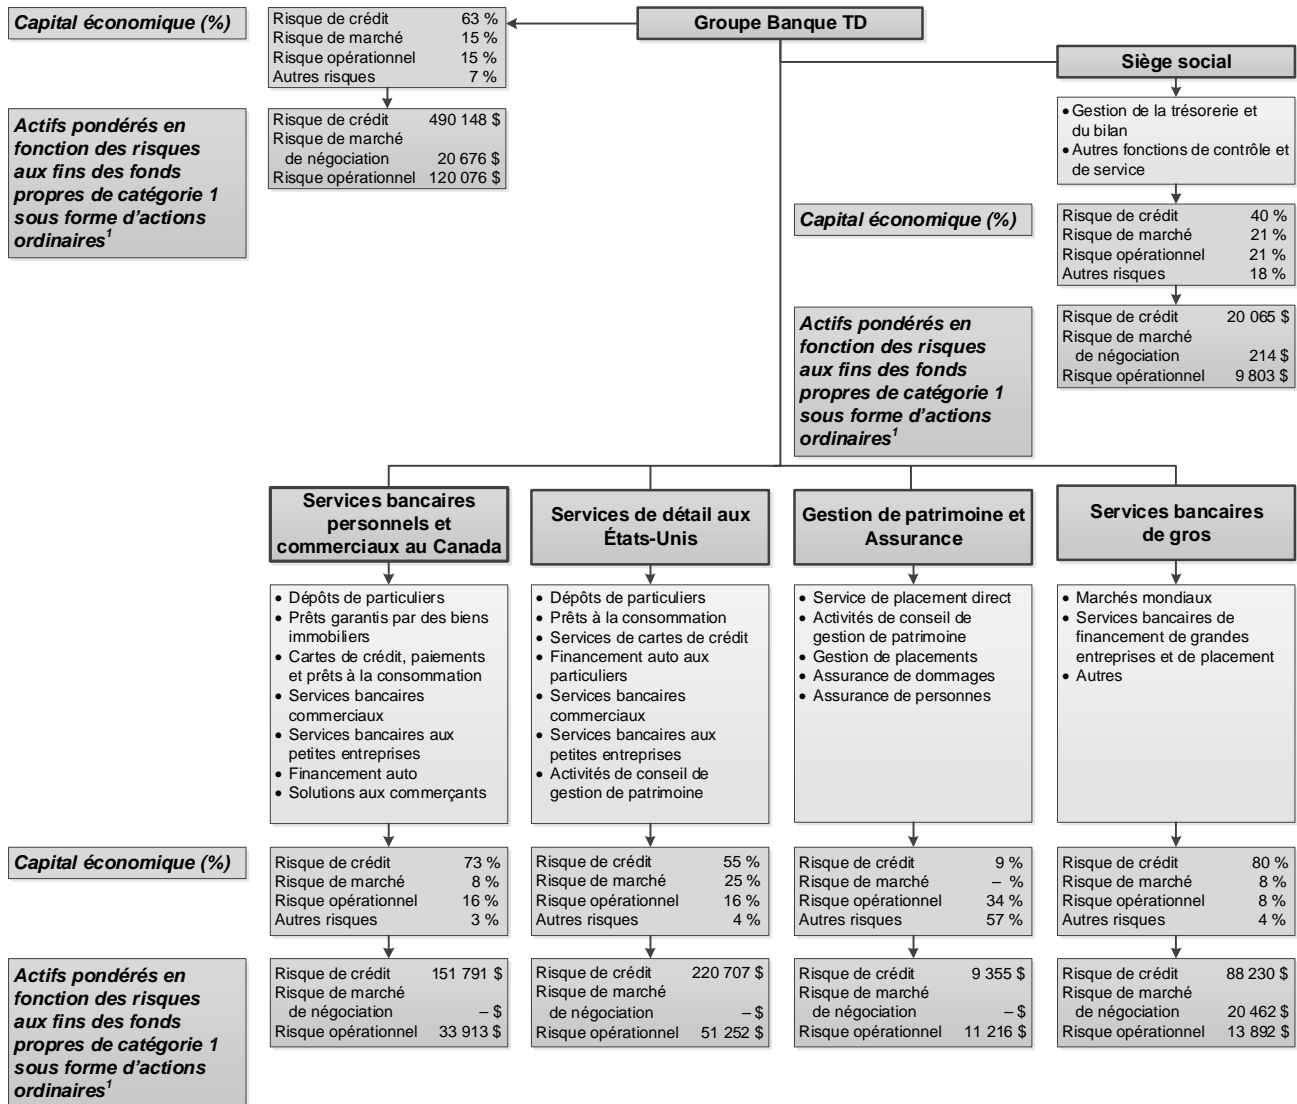 Groupe Banque TD
Capital économique (%)
Risque de crédit 63 %
Risque de marché 15 %
Risque opérationnel 15 %
Autres risques 7 %
Actifs pondérés en
fonction des risques
aux fins des fonds
propres de catégorie 1
sous forme d'actions
ordinaires¹
Risque de crédit 490 148 $
Risque de marché
de négociation 20 676 $
Risque opérationnel 120 076 $
Siège social
• Gestion de la trésorerie et
du bilan
• Autres fonctions de contrôle et
de service
Capital économique (%)
Risque de crédit 40 %
Risque de marché 21 %
Risque opérationnel 21 %
Autres risques 18 %
Actifs pondérés en
fonction des risques
aux fins des fonds
propres de catégorie 1
sous forme d'actions
ordinaires¹
Risque de crédit 20 065 $
Risque de marché
de négociation 214 $
Risque opérationnel 9 803 $
Services bancaires
personnels et
commerciaux au Canada
Services de détail aux
États-Unis
Gestion de patrimoine et
Assurance
Services bancaires
de gros
• Dépôts de particuliers
• Prêts garantis par des biens
immobiliers
• Cartes de crédit, paiements
et prêts à la consommation
• Services bancaires
commerciaux
• Services bancaires aux
petites entreprises
• Financement auto
• Solutions aux commerçants
• Dépôts de particuliers
• Prêts à la consommation
• Services de cartes de crédit
• Financement auto aux
particuliers
• Services bancaires
commerciaux
• Services bancaires aux
petites entreprises
• Activités de conseil de
gestion de patrimoine
• Service de placement direct
• Activités de conseil de
gestion de patrimoine
• Gestion de placements
• Assurance de dommages
• Assurance de personnes
• Marchés mondiaux
• Services bancaires de
financement de grandes
entreprises et de placement
• Autres
Capital économique (%)
Risque de crédit 73 %
Risque de marché 8 %
Risque opérationnel 16 %
Autres risques 3 %
Risque de crédit 55 %
Risque de marché 25 %
Risque opérationnel 16 %
Autres risques 4 %
Risque de crédit 9 %
Risque de marché – %
Risque opérationnel 34 %
Autres risques 57 %
Risque de crédit 80 %
Risque de marché 8 %
Risque opérationnel 8 %
Autres risques 4 %
Actifs pondérés en
fonction des risques
aux fins des fonds
propres de catégorie 1
sous forme d'actions
ordinaires¹
Risque de crédit 151 791 $
Risque de marché
de négociation – $
Risque opérationnel 33 913 $
Risque de crédit 220 707 $
Risque de marché
de négociation – $
Risque opérationnel 51 252 $
Risque de crédit 9 355 $
Risque de marché
de négociation – $
Risque opérationnel 11 216 $
Risque de crédit 88 230 $
Risque de marché
de négociation 20 462 $
Risque opérationnel 13 892 $